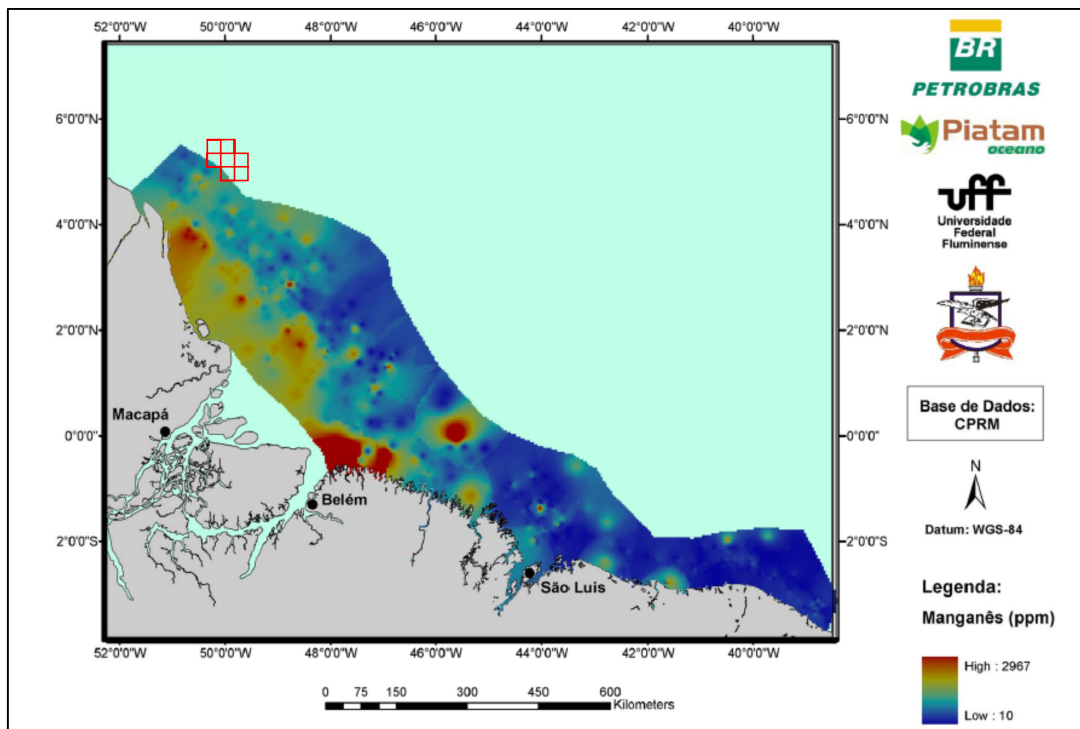 52°0'0"W 50°0'0"W 48°0'0"W 46°0'0"W 44°0'0"W 42°0'0"W 40°0'0"W
6°0'0"N 6°0'0"N
4°0'0"N 4°0'0"N
2°0'0"N 2°0'0"N
0°0'0" 0°0'0"
2°0'0"S 2°0'0"S
Macapá
Belém
São Luis
52°0'0"W 50°0'0"W 48°0'0"W 46°0'0"W 44°0'0"W 42°0'0"W 40°0'0"W
0 75 150 300 450 600
Kilometers
BR
PETROBRAS
Piatam
oceano
uff
Universidade
Federal
Fluminense
Base de Dados:
CPRM
N
Datum: WGS-84
Legenda:
Manganês (ppm)
High : 2967
Low : 10